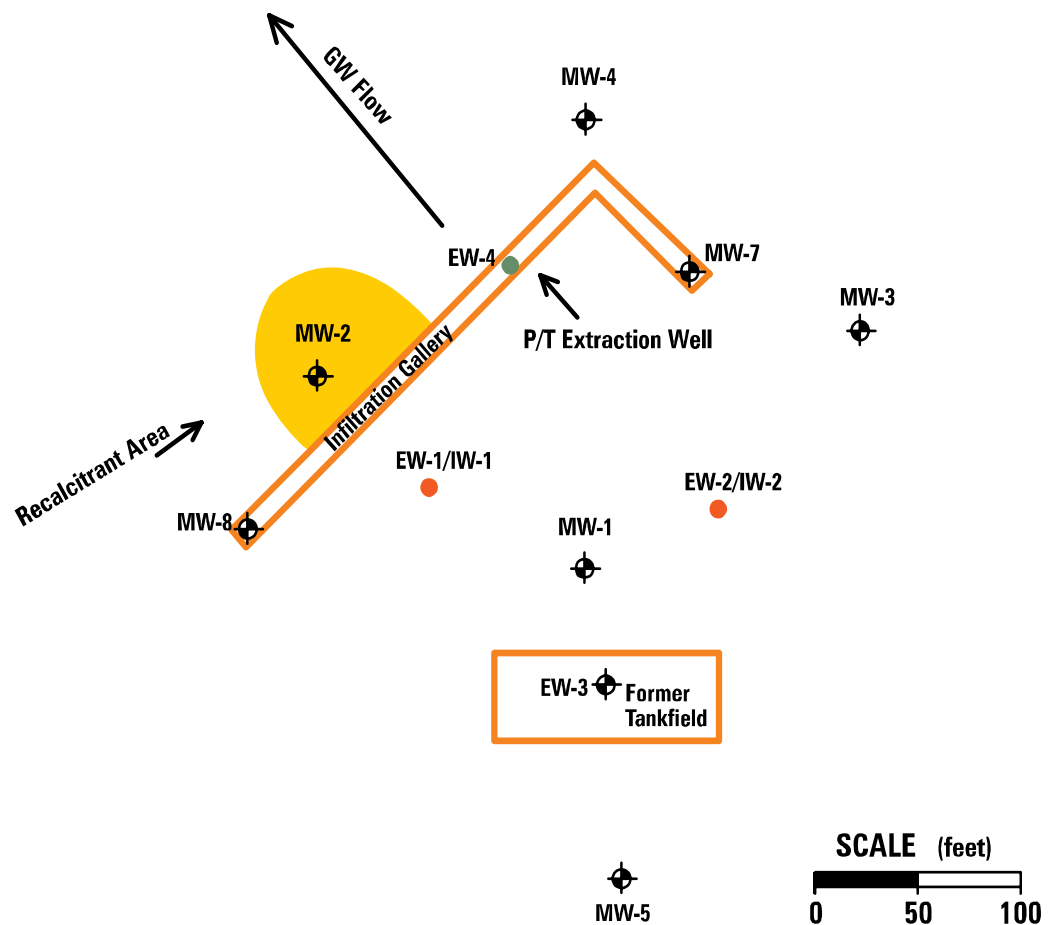 GW Flow
MW-4
EW-4
MW-7
MW-3
P/T Extraction Well
MW-2
Infiltration Gallery
Recalcitrant Area
EW-1/IW-1
EW-2/IW-2
MW-8
MW-1
EW-3
Former
Tankfield
SCALE (feet)
0 50 100
MW-5